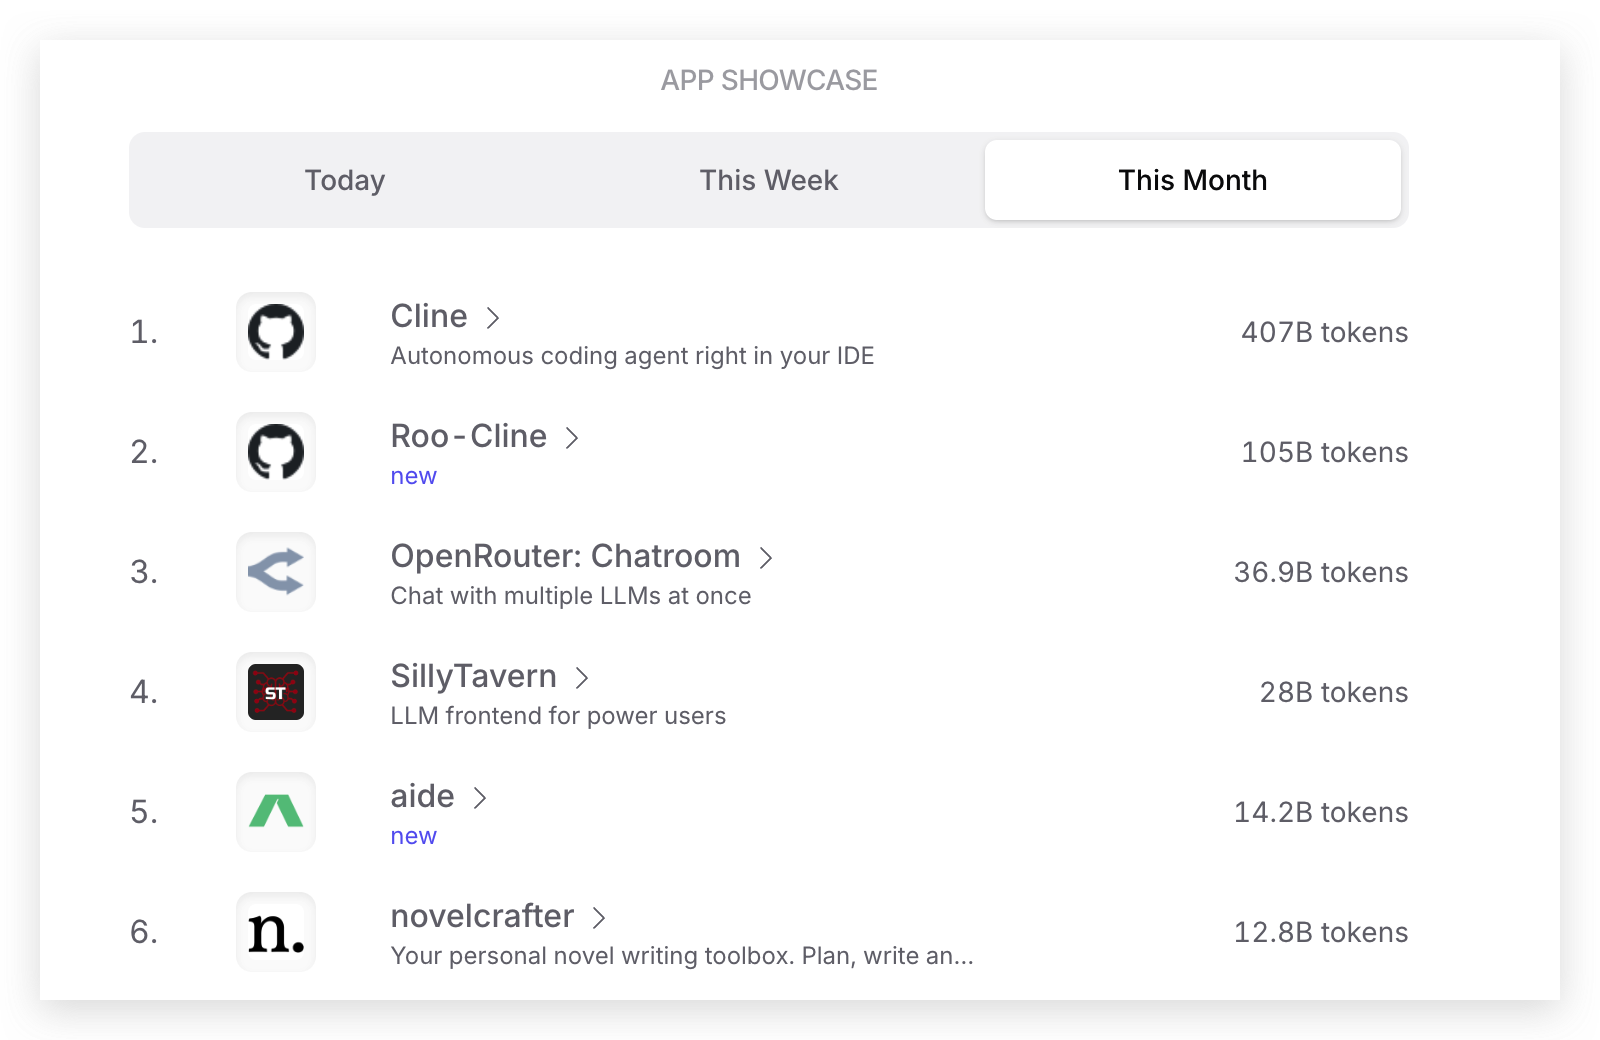 APP SHOWCASE
Today This Week This Month
1. Cline 407B tokens
Autonomous coding agent right in your IDE
2. Roo-Cline 105B tokens
new
3. OpenRouter: Chatroom 36.9B tokens
Chat with multiple LLMs at once
4. ST SillyTavern 28B tokens
LLM frontend for power users
5. aide 14.2B tokens
new
6. n. novelcrafter 12.8B tokens
Your personal novel writing toolbox. Plan, write an...